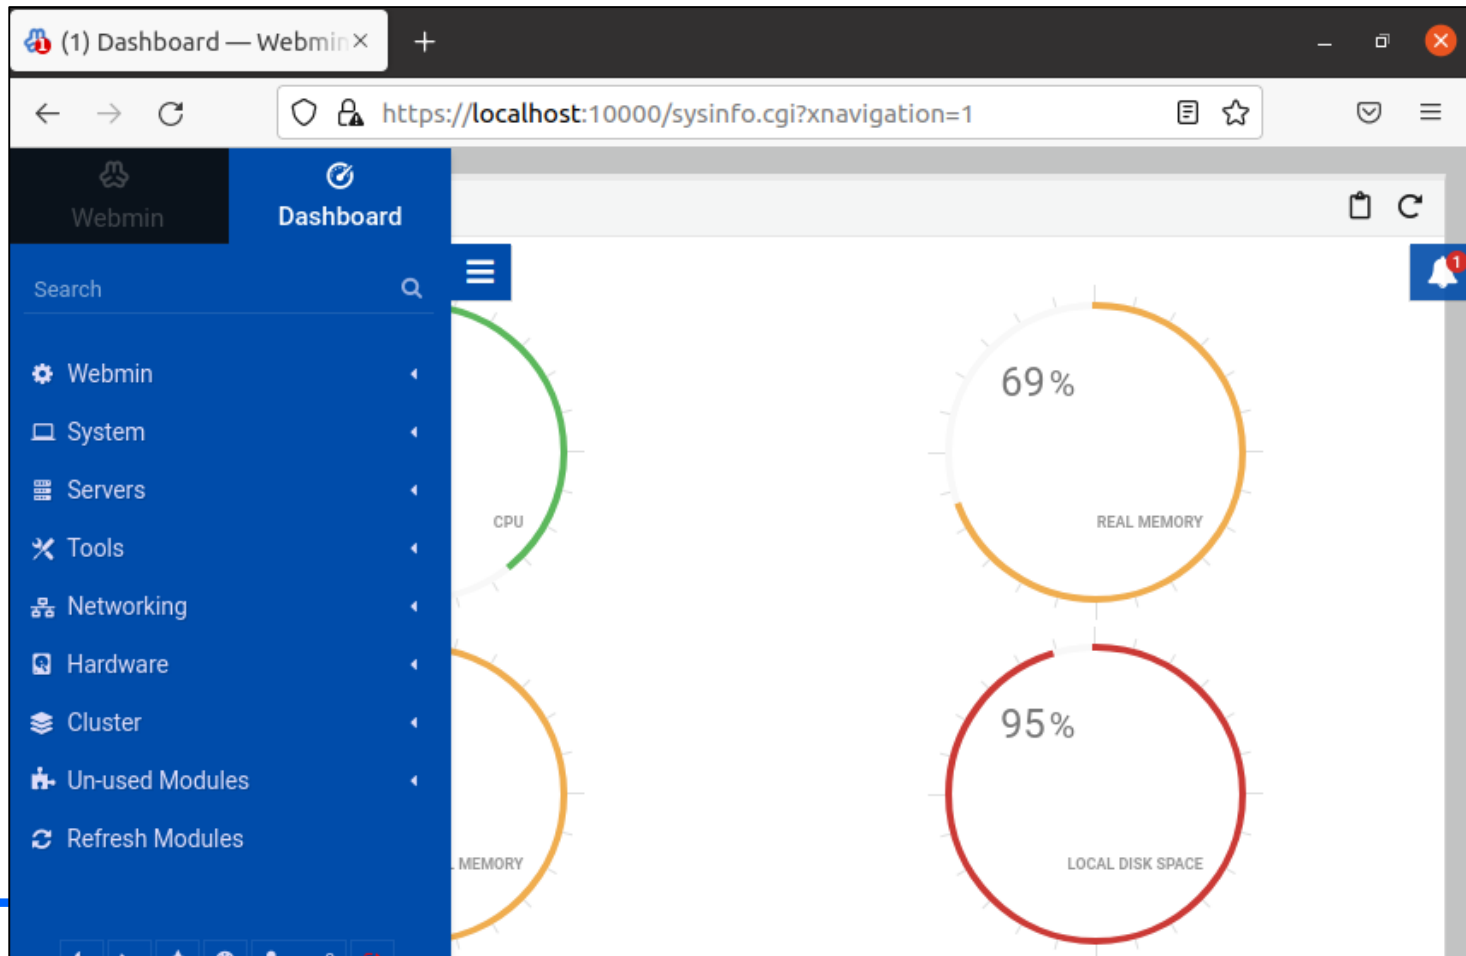 (1) Dashboard — Webmin
https://localhost:10000/sysinfo.cgi?xnavigation=1
Webmin
Dashboard
Search
1
Webmin
69%
System
Servers
CPU
REAL MEMORY
Tools
Networking
Hardware
Cluster
95%
Un-used Modules
Refresh Modules
MEMORY
LOCAL DISK SPACE